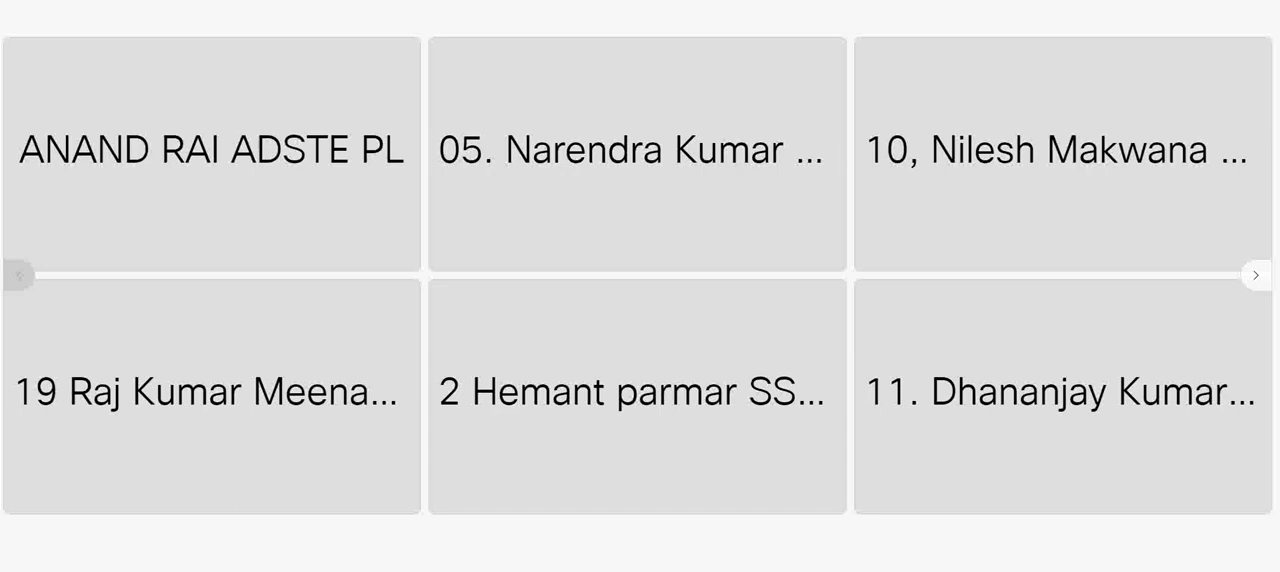 ANAND RAI ADSTE PL
05. Narendra Kumar ...
10, Nilesh Makwana ...
19 Raj Kumar Meena...
2 Hemant parmar SS...
11. Dhananjay Kumar...